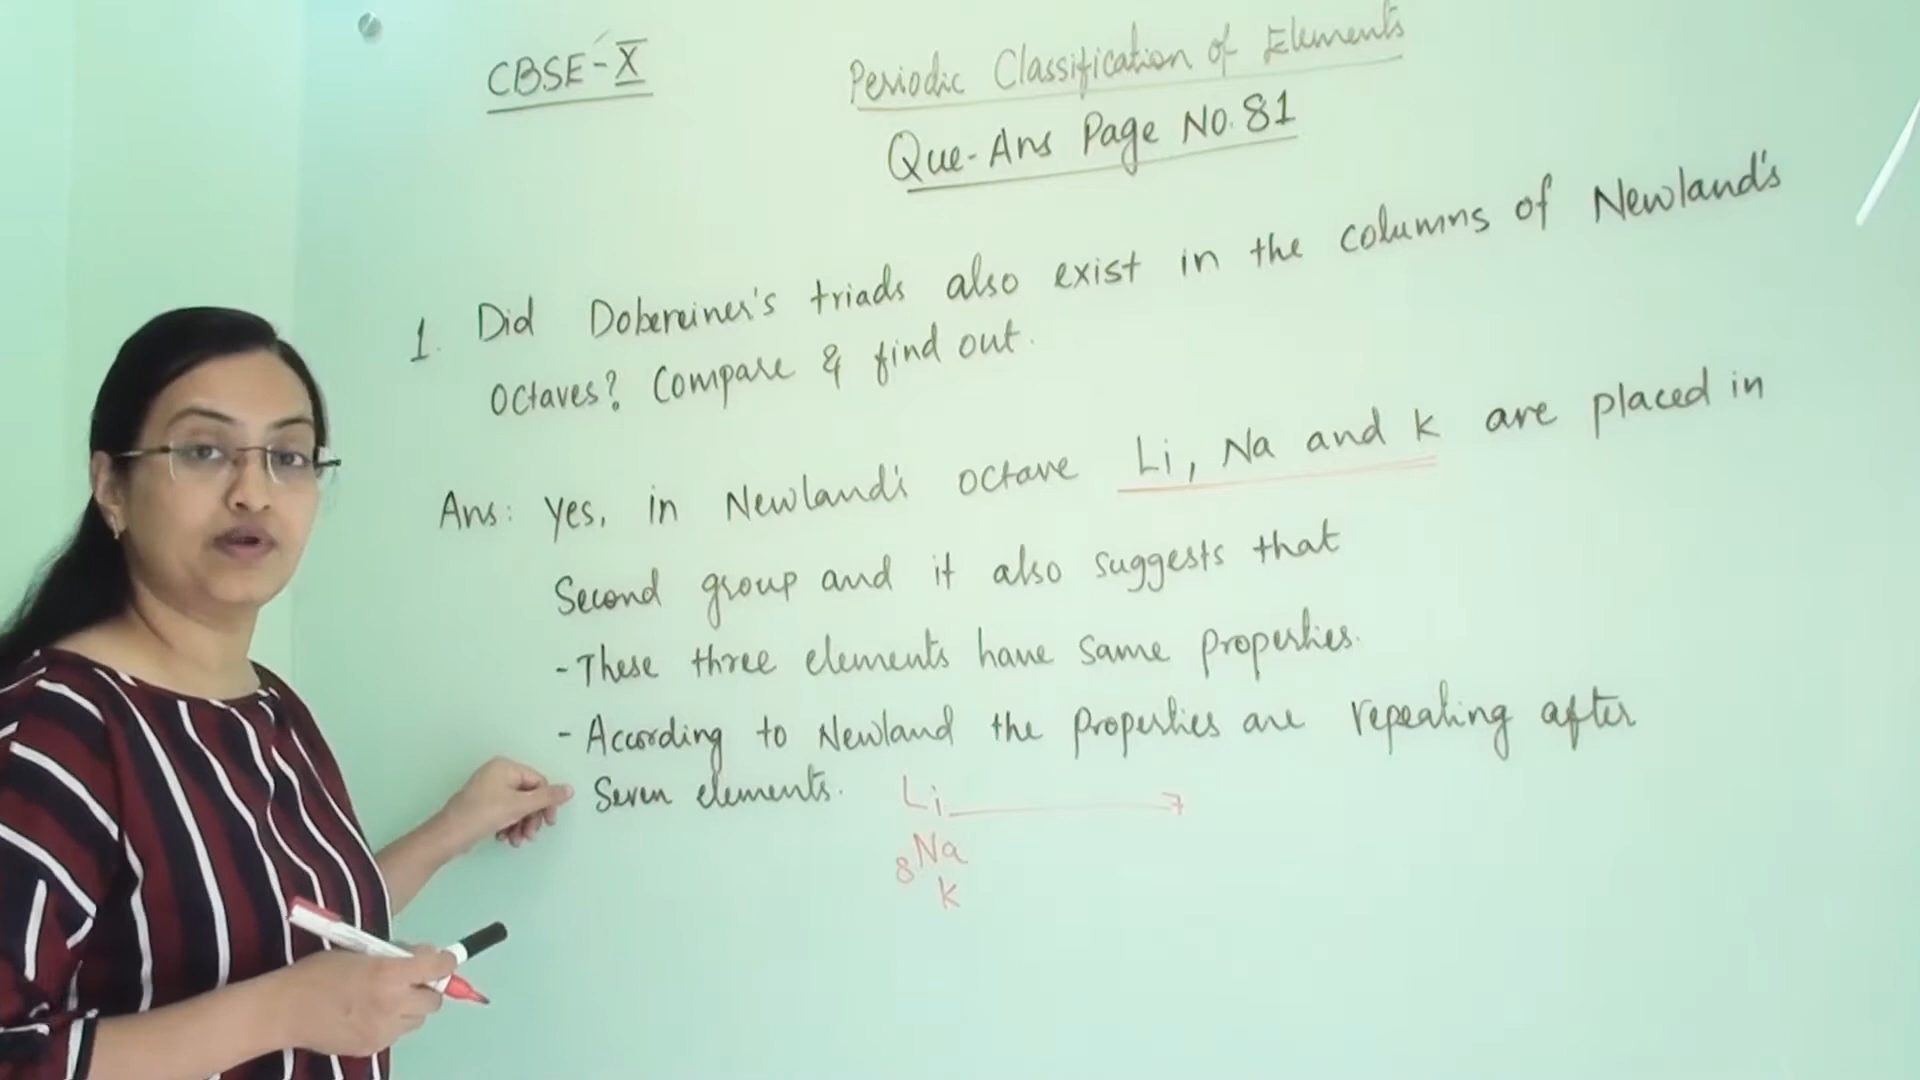 CBSE-X
Periodic Classification of Elements
Que-Ans Page No. 81
1. Did Dobereiner's triads also exist in the columns of Newland's
Octaves? Compare & find out.
Ans: Yes, in Newland's octave Li, Na and K are placed in
Second group and it also suggests that
- These three elements have same properties.
- According to Newland the properties are repeating after
Seven elements.
Li 7
8 Na
K